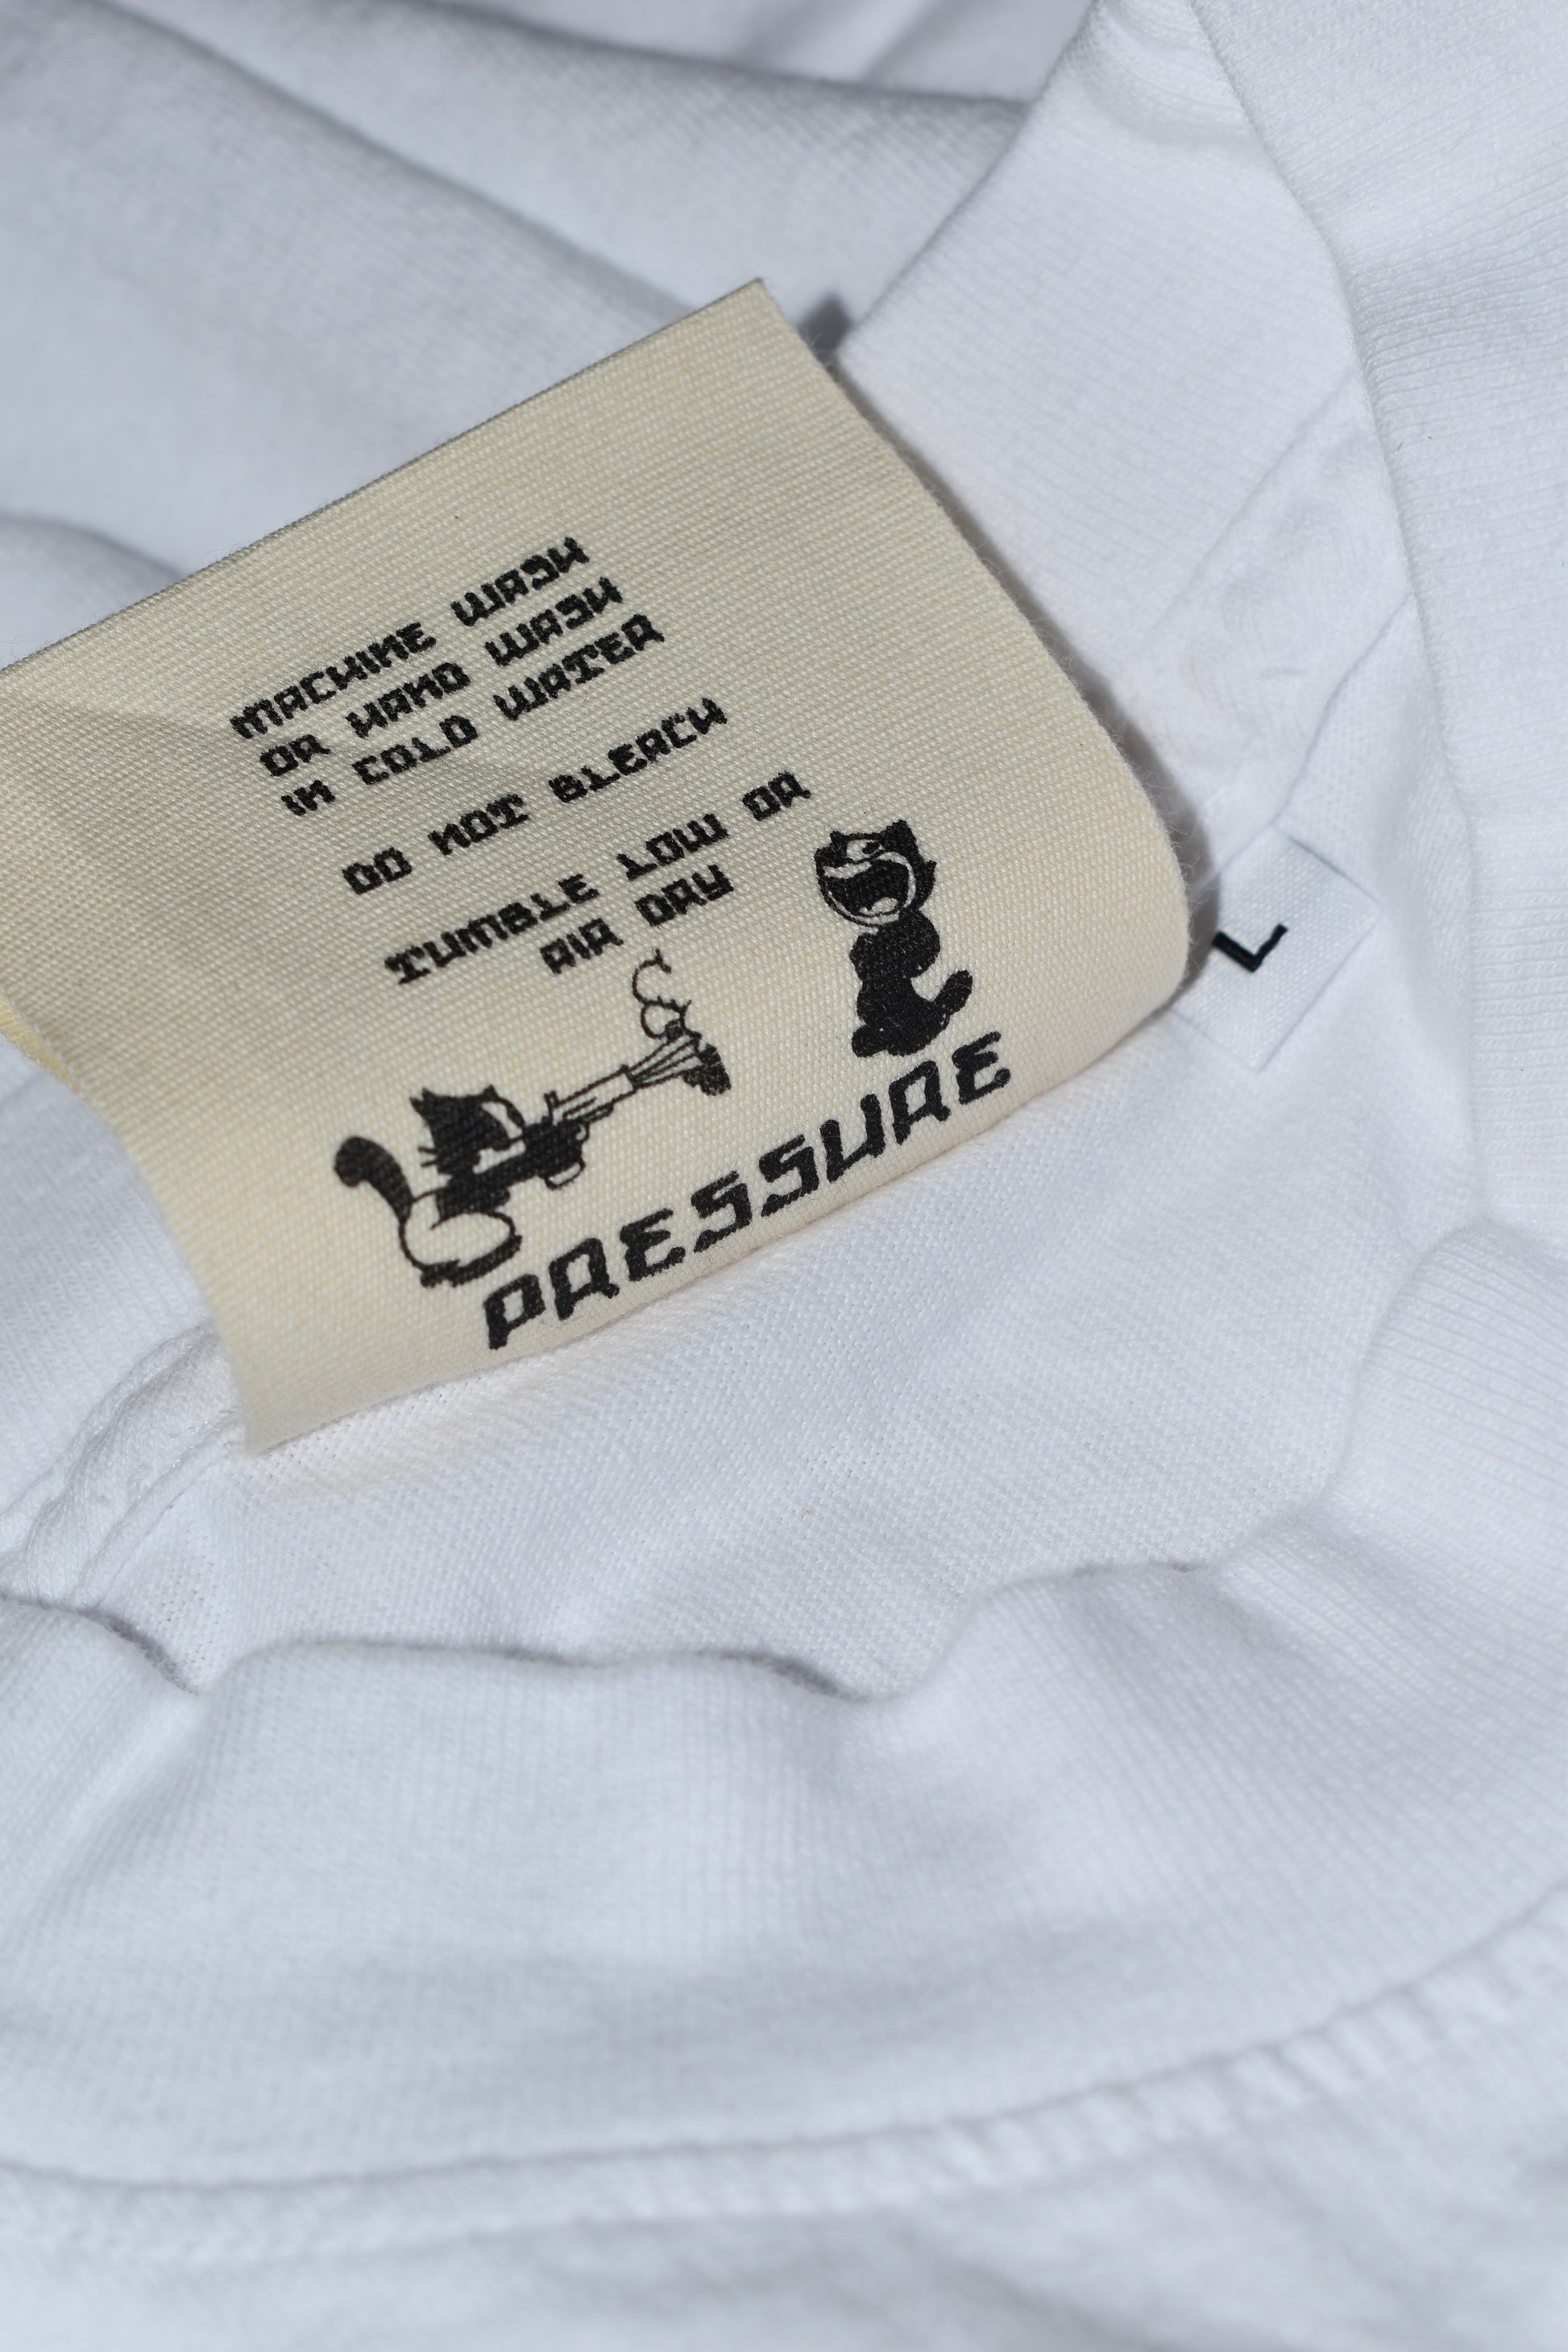 MACHINE WASH
OR HAND WASH
IN COLD WATER
DO NOT BLEACH
TUMBLE LOW OR
AIR DRY
PRESSURE
L